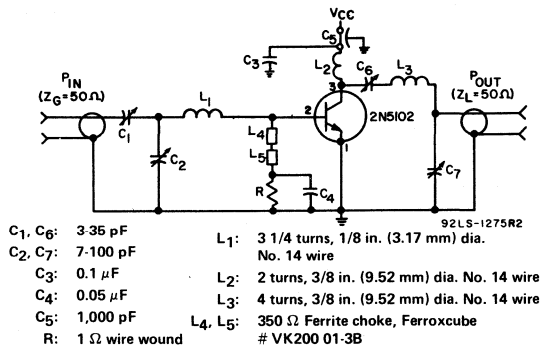 VCC
C5
C3
L2
C6
L3
PIN
(ZG=50Ω)
POUT
(ZL=50Ω)
L1
3
2
2N5102
1
C1
L4
C2
L5
R
C4
C7
92LS-1275R2
C1, C6: 3-35 pF
C2, C7: 7-100 pF
C3: 0.1 μF
C4: 0.05 μF
C5: 1,000 pF
R: 1 Ω wire wound
L1: 3 1/4 turns, 1/8 in. (3.17 mm) dia.
No. 14 wire
L2: 2 turns, 3/8 in. (9.52 mm) dia. No. 14 wire
L3: 4 turns, 3/8 in. (9.52 mm) dia. No. 14 wire
L4, L5: 350 Ω Ferrite choke, Ferroxcube
# VK200 01-3B